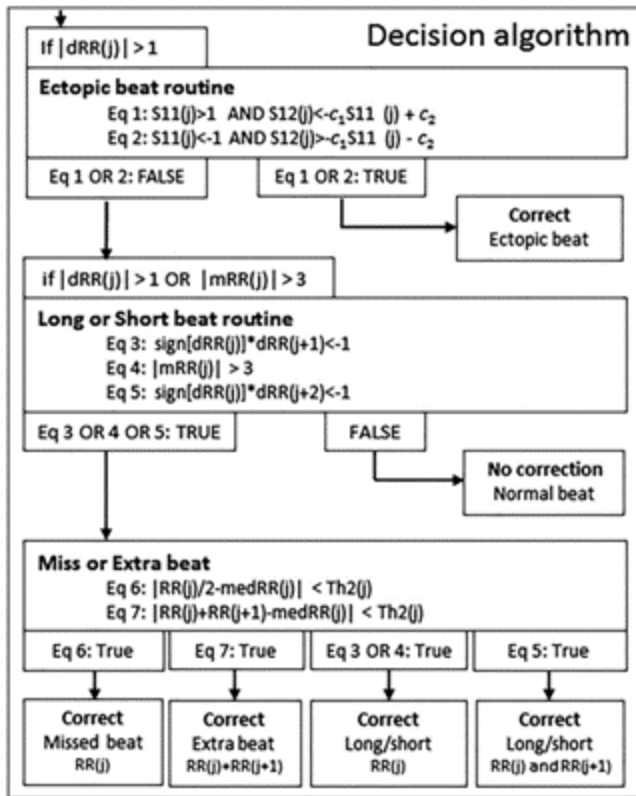 Decision algorithm
If |dRR(j)| > 1
Ectopic beat routine
Eq 1: S11(j)>1 AND S12(j)<-c₁S11 (j) + c₂
Eq 2: S11(j)<-1 AND S12(j)>-c₁S11 (j) - c₂
Eq 1 OR 2: FALSE
Eq 1 OR 2: TRUE
Correct
Ectopic beat
if |dRR(j)| > 1 OR |mRR(j)| > 3
Long or Short beat routine
Eq 3: sign[dRR(j)]*dRR(j+1)<-1
Eq 4: |mRR(j)| > 3
Eq 5: sign[dRR(j)]*dRR(j+2)<-1
Eq 3 OR 4 OR 5: TRUE
FALSE
No correction
Normal beat
Miss or Extra beat
Eq 6: |RR(j)/2-medRR(j)| < Th2(j)
Eq 7: |RR(j)+RR(j+1)-medRR(j)| < Th2(j)
Eq 6: True
Eq 7: True
Eq 3 OR 4: True
Eq 5: True
Correct
Missed beat
RR(j)
Correct
Extra beat
RR(j)+RR(j+1)
Correct
Long/short
RR(j)
Correct
Long/short
RR(j) and RR(j+1)